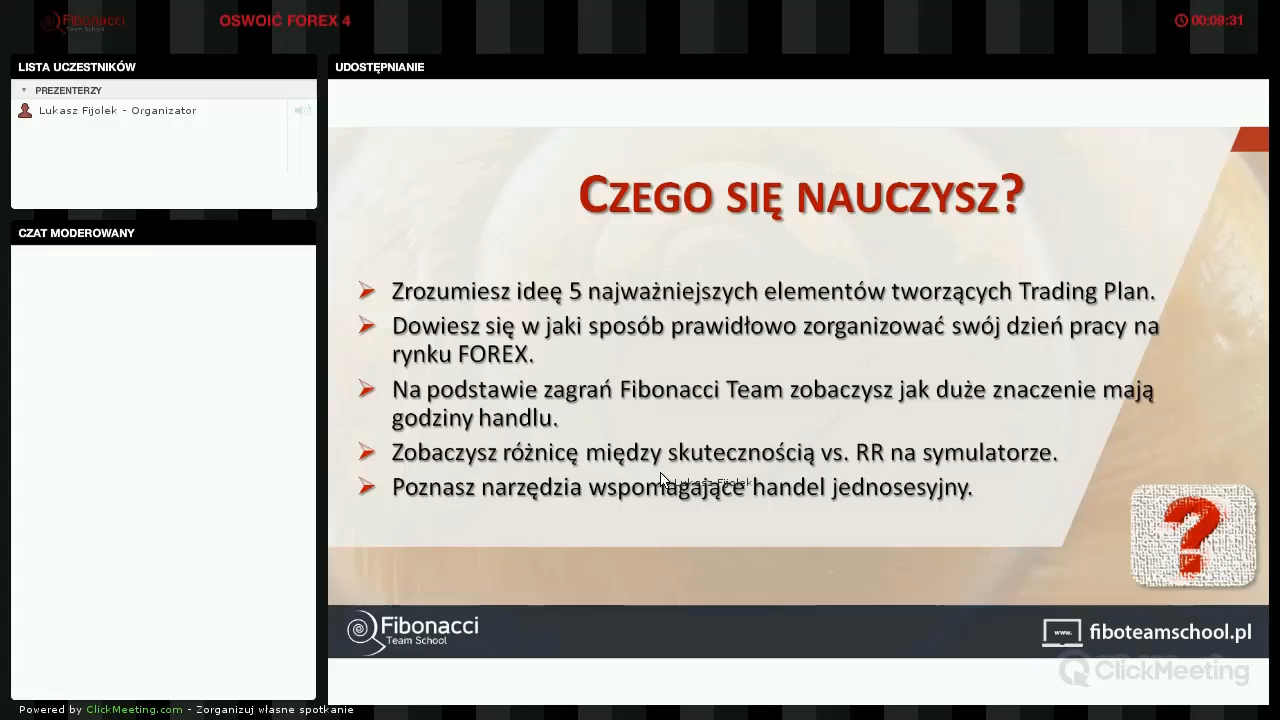 Fibonacci
Team School
OSWOIĆ FOREX 4
00:09:31
LISTA UCZESTNIKÓW
PREZENTERZY
Lukasz Fijolek - Organizator
CZAT MODEROWANY
UDOSTĘPNIANIE
CZEGO SIĘ NAUCZYSZ?
Zrozumiesz ideę 5 najważniejszych elementów tworzących Trading Plan.
Dowiesz się w jaki sposób prawidłowo zorganizować swój dzień pracy na
rynku FOREX.
Na podstawie zagrań Fibonacci Team zobaczysz jak duże znaczenie mają
godziny handlu.
Zobaczysz różnicę między skutecznością vs. RR na symulatorze.
Lukasz Fijolek
Poznasz narzędzia wspomagające handel jednosesyjny.
?
Fibonacci
Team School
www.
fiboteamschool.pl
ClickMeeting
Powered by ClickMeeting.com - Zorganizuj własne spotkanie